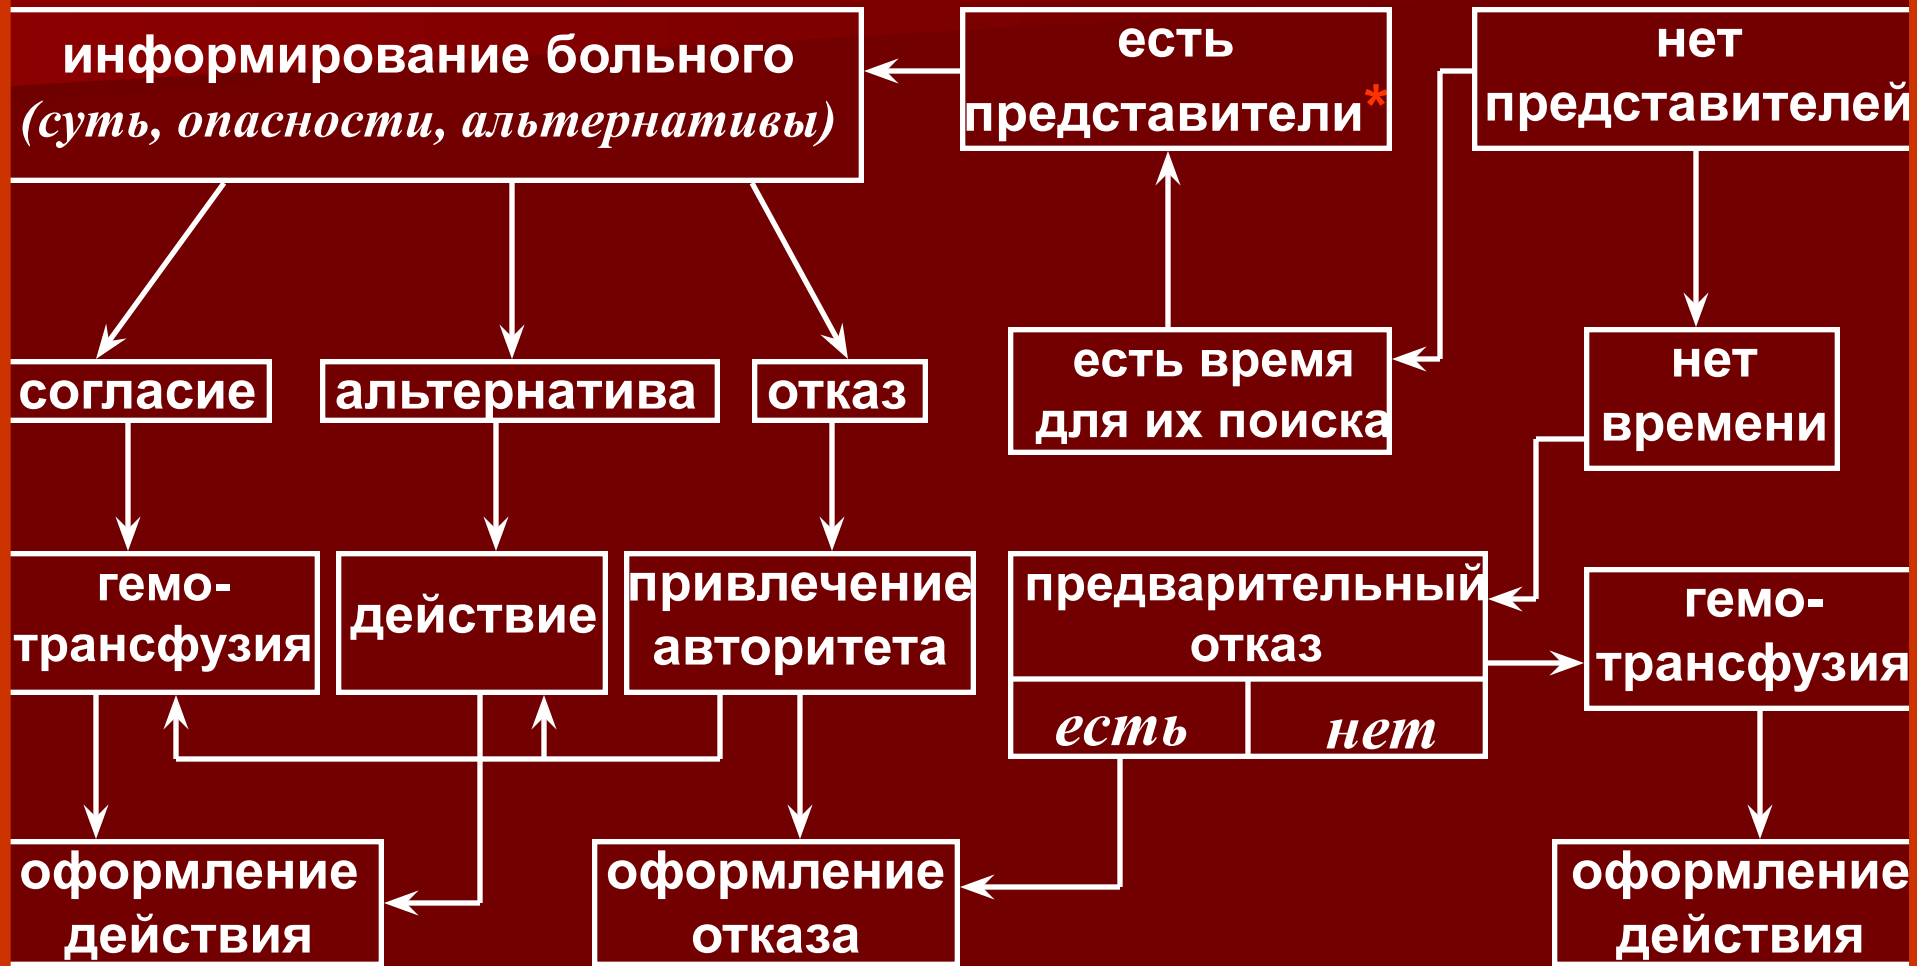 информирование больного
(суть, опасности, альтернативы)
есть
представители*
нет
представителей
согласие
альтернатива
отказ
есть время
для их поиска
нет
времени
гемо-
трансфузия
действие
привлечение
авторитета
предварительный
отказ
есть
нет
гемо-
трансфузия
оформление
действия
оформление
отказа
оформление
действия